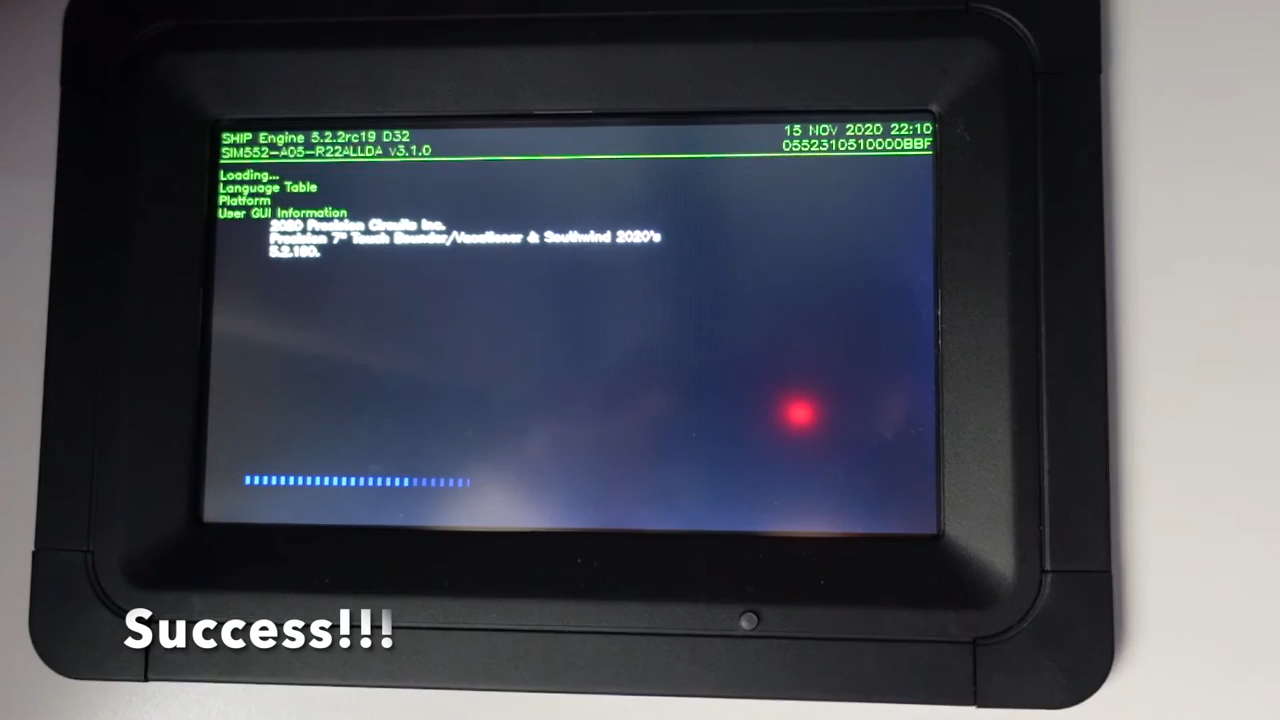 SHIP Engine 5.2.2rc19 D32
15 NOV 2020 22:10
SIM552-A05-R22ALLDA v3.1.0
0552310510000BBF
Loading...
Language Table
Platform
User GUI Information
2020 Precision Circuits Inc.
Precision 7" Touch Bounder/Vacationer & Southwind 2020's
5.2.190.
Success!!!